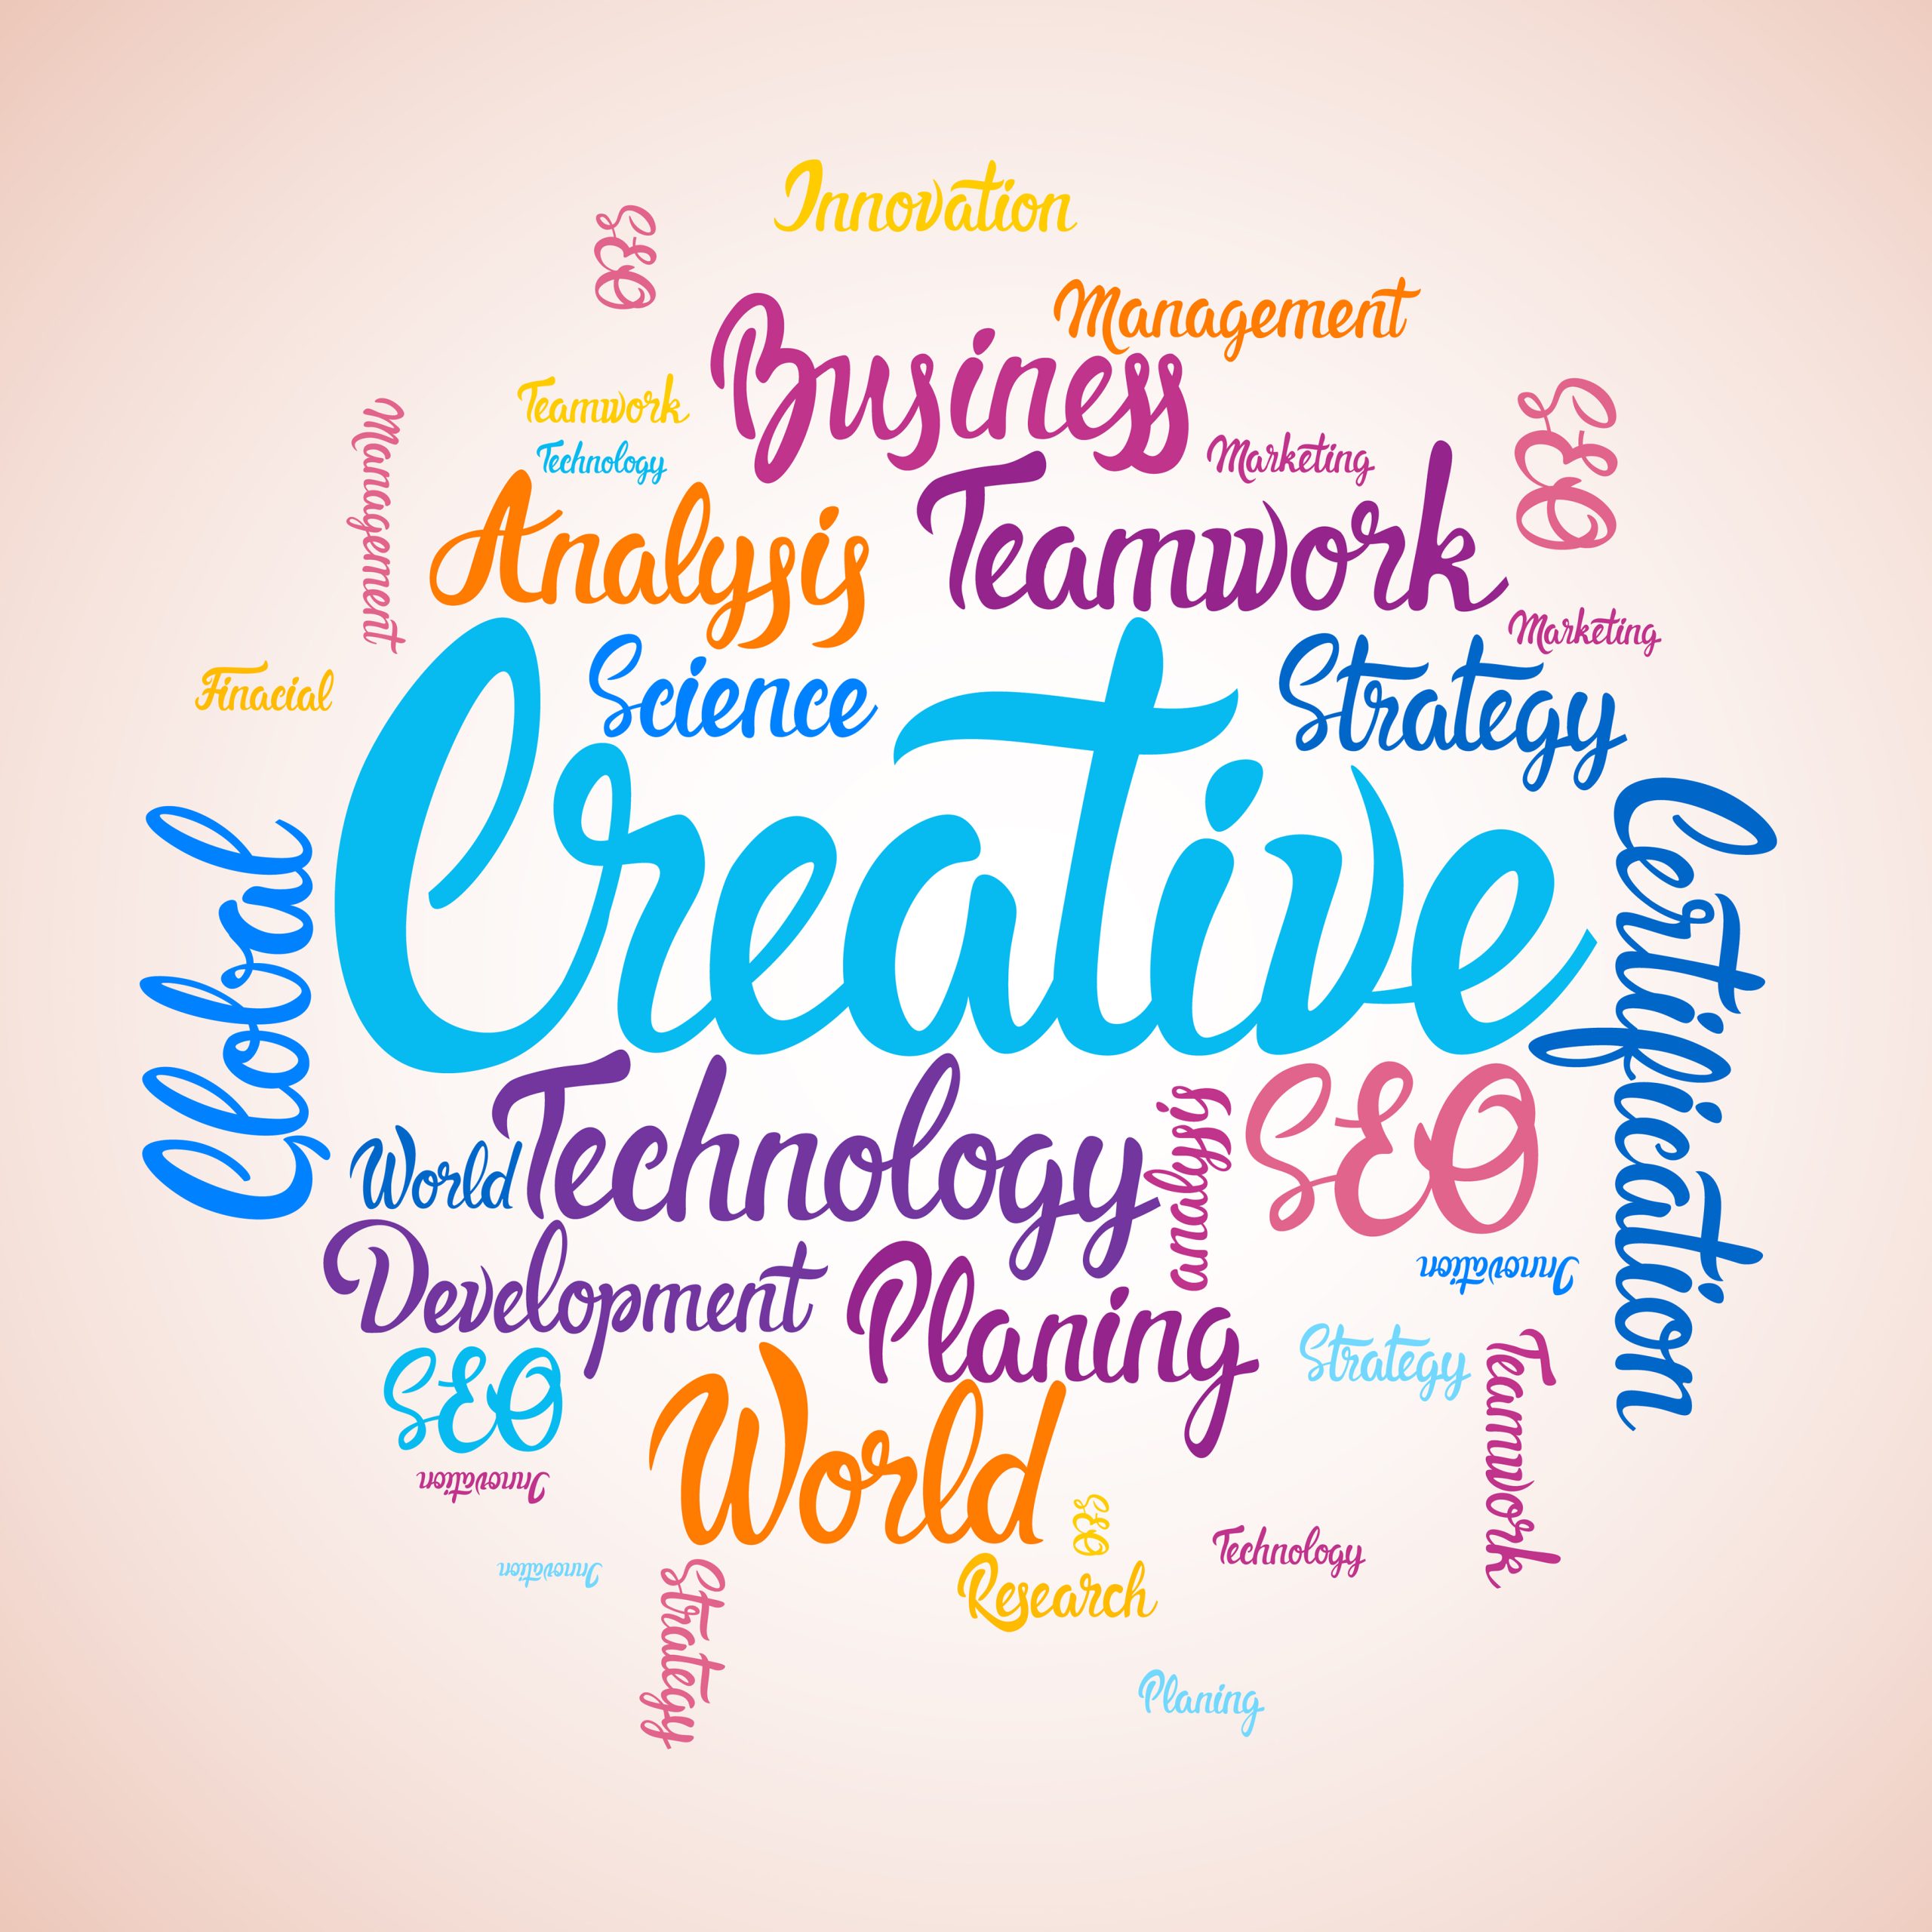 Innovation
SEO
Management
Business
Teamwork
Technology
Marketing
SEO
Management
Analysis
Teamwork
Marketing
Finacial
Science
Strategy
Creative
Global
Certification
Technology
SEO
World
Development
Planing
Innovation
Strategy
Teamwork
SEO
World
Innovation
SEO
Technology
Innovation
Strategy
Research
Planing